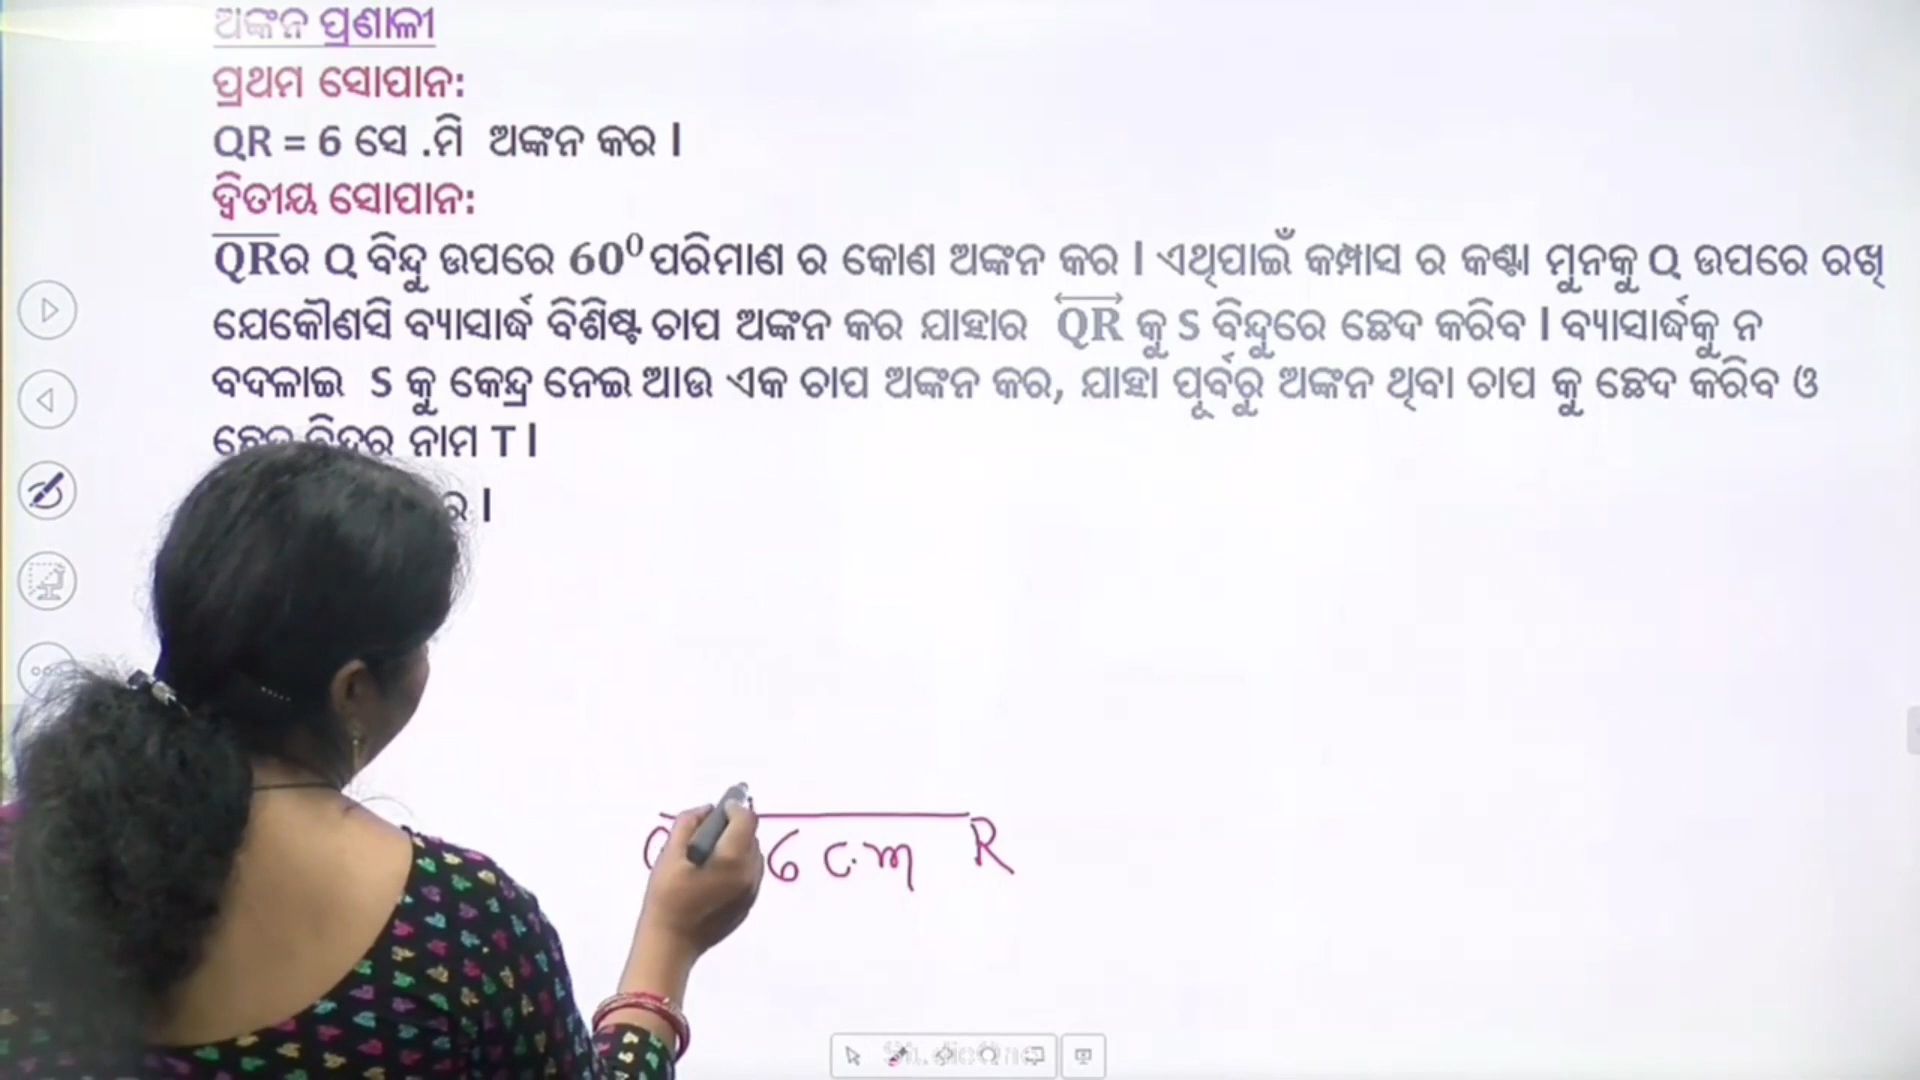 ଅଙ୍କନ ପ୍ରଣାଳୀ
ପ୍ରଥମ ସୋପାନ:
QR = 6 ସେ .ମି ଅଙ୍କନ କର ।
ଦ୍ୱିତୀୟ ସୋପାନ:
QRର Q ବିନ୍ଦୁ ଉପରେ 60⁰ ପରିମାଣ ର କୋଣ ଅଙ୍କନ କର । ଏଥିପାଇଁ କମ୍ପାସ ର କଣ୍ଟା ମୁନକୁ Q ଉପରେ ରଖି
ଯେକୌଣସି ବ୍ୟାସାର୍ଦ୍ଧ ବିଶିଷ୍ଟ ଚାପ ଅଙ୍କନ କର ଯାହାର QR କୁ S ବିନ୍ଦୁରେ ଛେଦ କରିବ । ବ୍ୟାସାର୍ଦ୍ଧକୁ ନ
ବଦଳାଇ S କୁ କେନ୍ଦ୍ର ନେଇ ଆଉ ଏକ ଚାପ ଅଙ୍କନ କର, ଯାହା ପୂର୍ବରୁ ଅଙ୍କନ ଥିବା ଚାପ କୁ ଛେଦ କରିବ ଓ
ନାମ T ।
6 c.m R